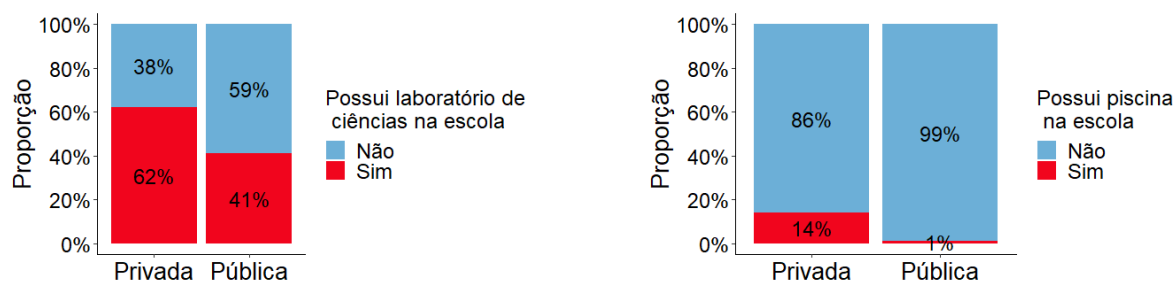 Proporção
100%
80%
60%
40%
20%
0%
38%
62%
59%
41%
Privada
Pública
Possui laboratório de
ciências na escola
Não
Sim
Proporção
100%
80%
60%
40%
20%
0%
86%
14%
99%
1%
Privada
Pública
Possui piscina
na escola
Não
Sim